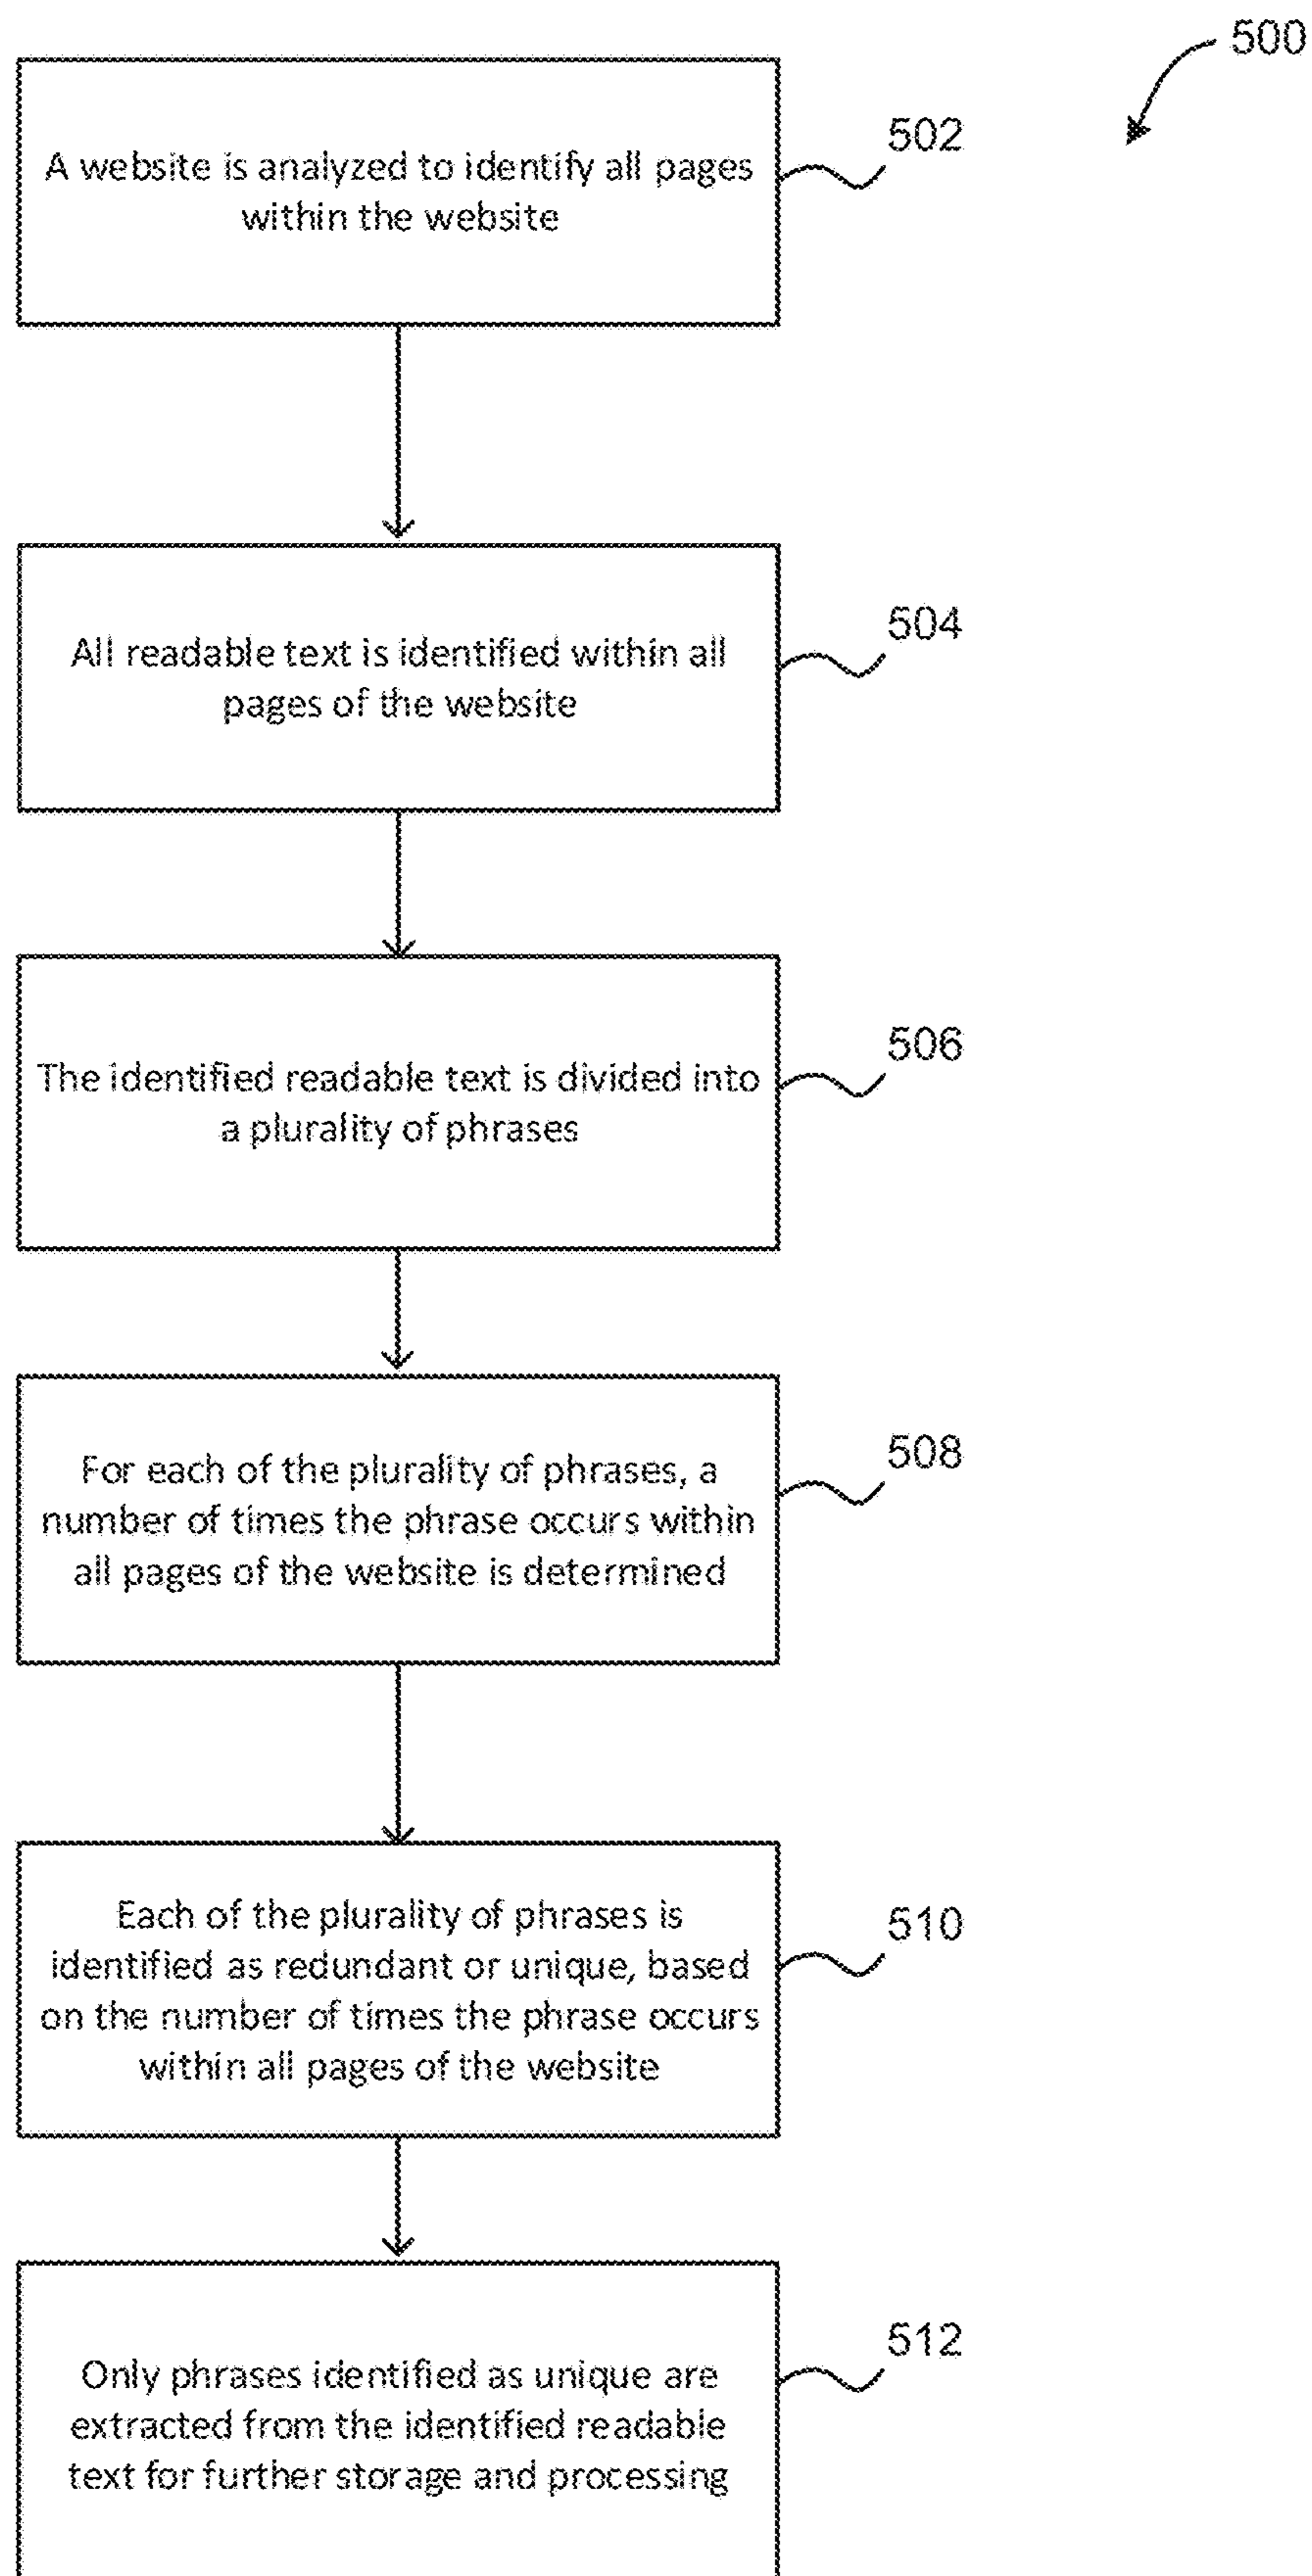 500
A website is analyzed to identify all pages
within the website
502
All readable text is identified within all
pages of the website
504
The identified readable text is divided into
a plurality of phrases
506
For each of the plurality of phrases, a
number of times the phrase occurs within
all pages of the website is determined
508
Each of the plurality of phrases is
identified as redundant or unique, based
on the number of times the phrase occurs
within all pages of the website
510
Only phrases identified as unique are
extracted from the identified readable
text for further storage and processing
512